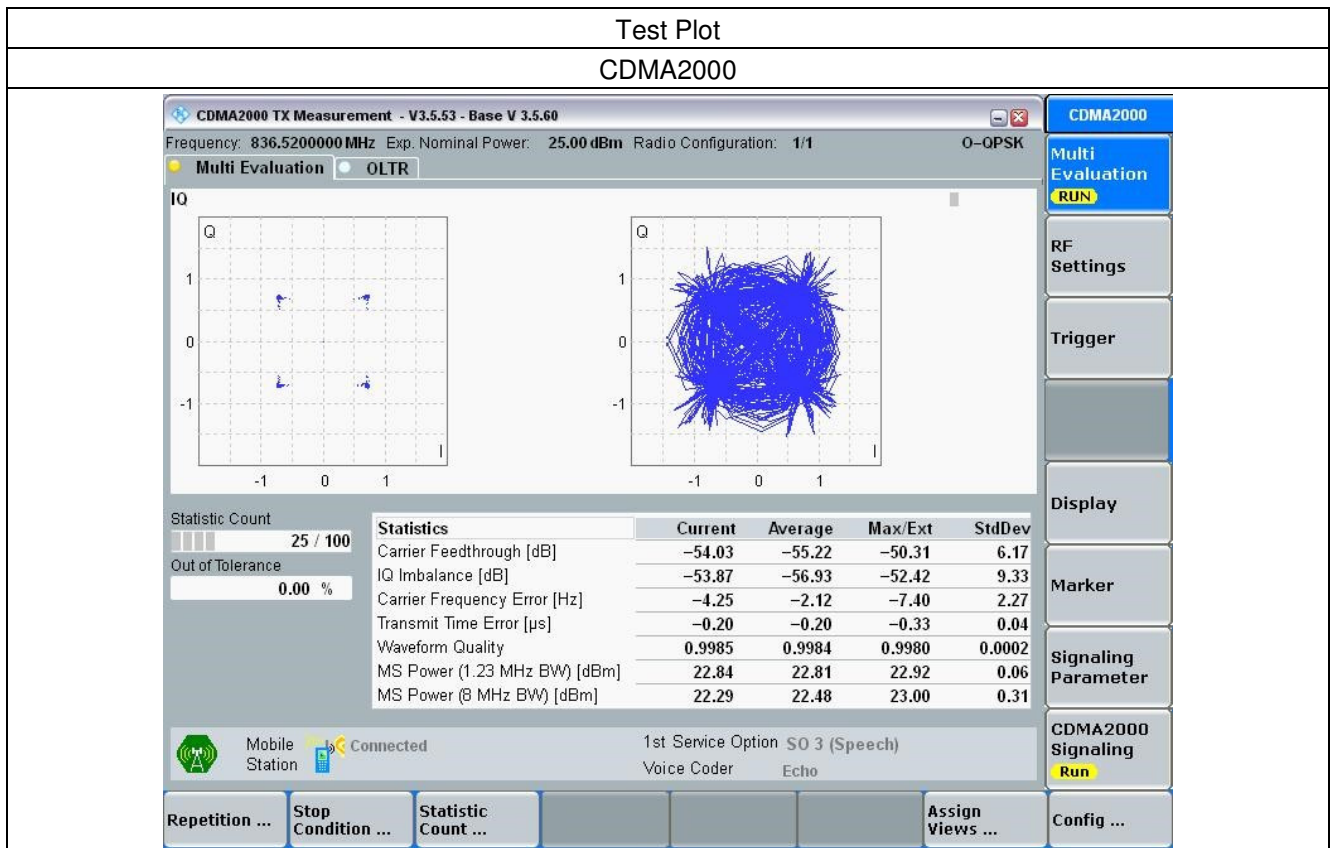 Test Plot
CDMA2000
CDMA2000 TX Measurement - V3.5.53 - Base V 3.5.60
CDMA2000
Frequency: 836.5200000 MHz Exp. Nominal Power: 25.00 dBm Radio Configuration: 1/1 O-QPSK
Multi Evaluation OLTR
Multi
Evaluation
RUN
IQ
Q
1
0
-1
I
-1 0 1
Q
1
0
-1
I
-1 0 1
RF
Settings
Trigger
Display
Marker
Signaling
Parameter
CDMA2000
Signaling
Run
Statistic Count
25 / 100
Out of Tolerance
0.00 %
Statistics Current Average Max/Ext StdDev
Carrier Feedthrough [dB] -54.03 -55.22 -50.31 6.17
IQ Imbalance [dB] -53.87 -56.93 -52.42 9.33
Carrier Frequency Error [Hz] -4.25 -2.12 -7.40 2.27
Transmit Time Error [µs] -0.20 -0.20 -0.33 0.04
Waveform Quality 0.9985 0.9984 0.9980 0.0002
MS Power (1.23 MHz BW) [dBm] 22.84 22.81 22.92 0.06
MS Power (8 MHz BW) [dBm] 22.29 22.48 23.00 0.31
Mobile
Station
Connected
1st Service Option SO 3 (Speech)
Voice Coder Echo
Repetition ...
Stop
Condition ...
Statistic
Count ...
Assign
Views ...
Config ...